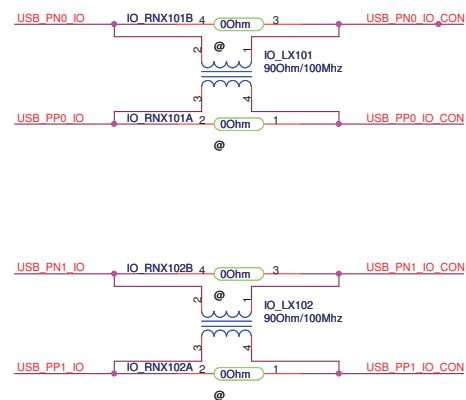 USB_PN0_IO IO_RNX101B 4 0Ohm 3 USB_PN0_IO_CON
2 @ 1 IO_LX101
90Ohm/100Mhz
3 4
USB_PP0_IO IO_RNX101A 2 0Ohm 1 USB_PP0_IO_CON
@
USB_PN1_IO IO_RNX102B 4 0Ohm 3 USB_PN1_IO_CON
2 @ 1 IO_LX102
90Ohm/100Mhz
3 4
USB_PP1_IO IO_RNX102A 2 0Ohm 1 USB_PP1_IO_CON
@